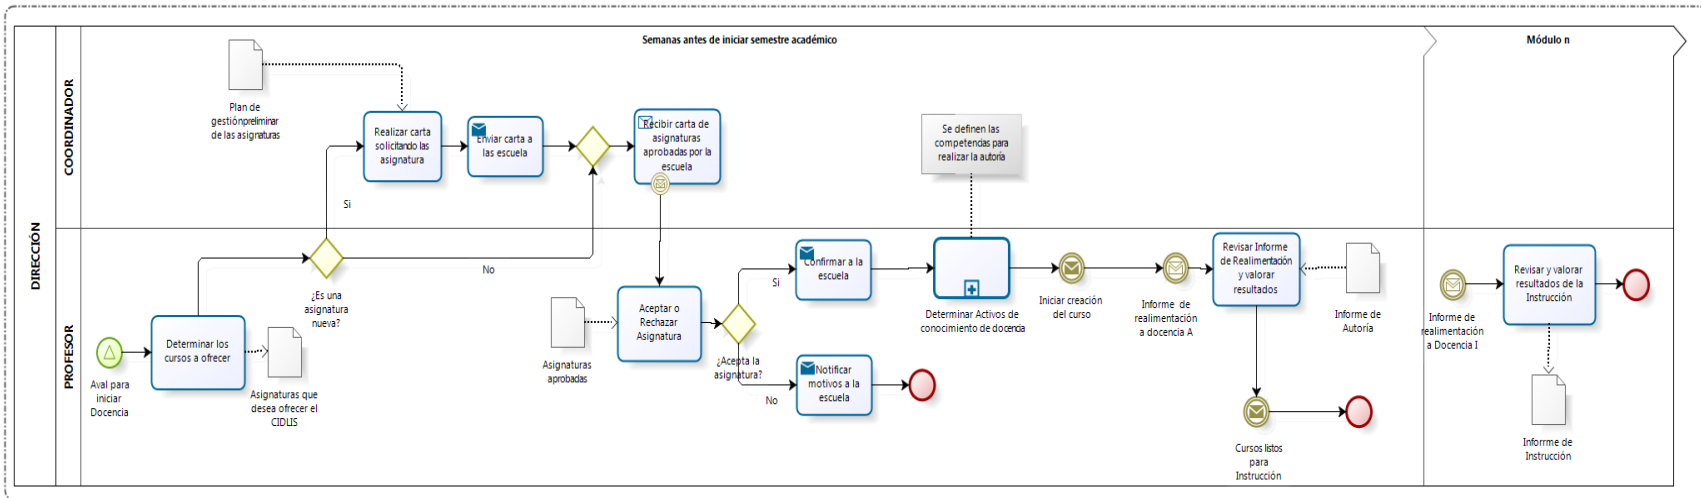 Semanas antes de iniciar semestre académico
Módulo n
DIRECCIÓN
COORDINADOR
Plan de
gestiónpreliminar
de las asignaturas
Realizar carta
solicitando las
asignatura
Enviar carta a
las escuela
Recibir carta de
asignaturas
aprobadas por la
escuela
Se definen las
competencias para
realizar la autoría
Si
PROFESOR
Aval para
iniciar
Docencia
Determinar los
cursos a ofrecer
Asignaturas que
desea ofrecer el
CIDLIS
¿Es una
asignatura
nueva?
No
Asignaturas
aprobadas
Aceptar o
Rechazar
Asignatura
¿Acepta la
asignatura?
Si
No
Confirmar a la
escuela
Notificar
motivos a la
escuela
Determinar Activos de
conocimiento de docencia
Iniciar creación
del curso
Informe de
realimentación
a docencia A
Revisar Informe
de Realimentación
y valorar
resultados
Informe de
Autoría
Cursos listos
para
Instrucción
Informe de
realimentación
a Docencia I
Revisar y valorar
resultados de la
Instrucción
Inforrme de
Instrucción